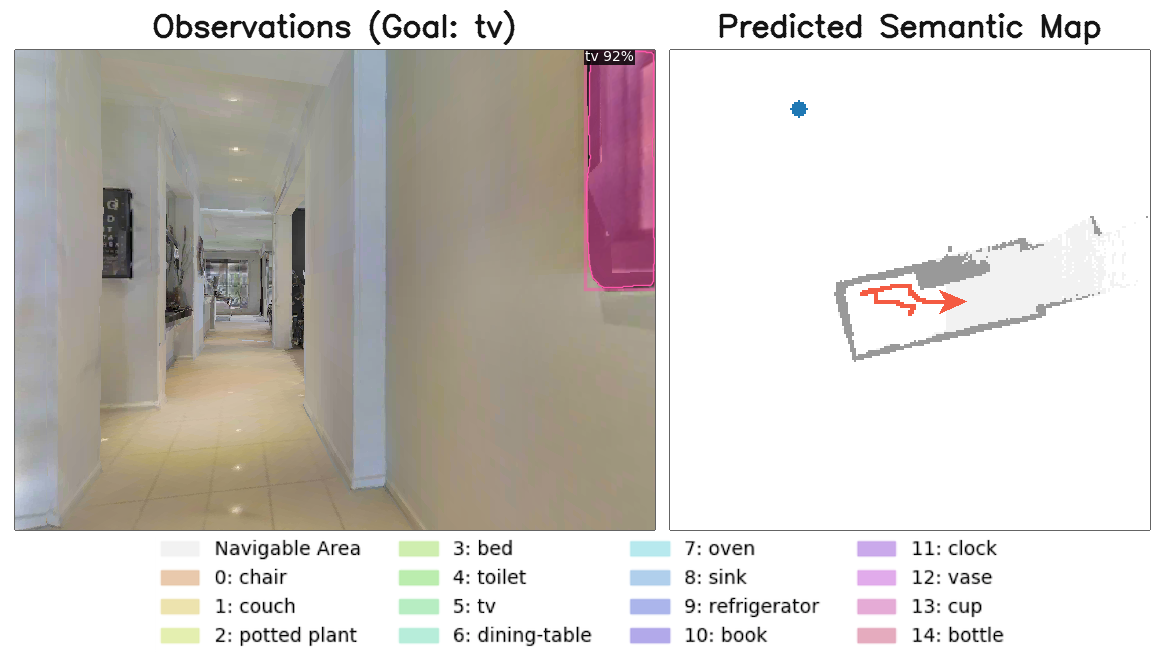 Observations (Goal: tv)
Predicted Semantic Map
tv 92%
Navigable Area
0: chair
1: couch
2: potted plant
3: bed
4: toilet
5: tv
6: dining-table
7: oven
8: sink
9: refrigerator
10: book
11: clock
12: vase
13: cup
14: bottle